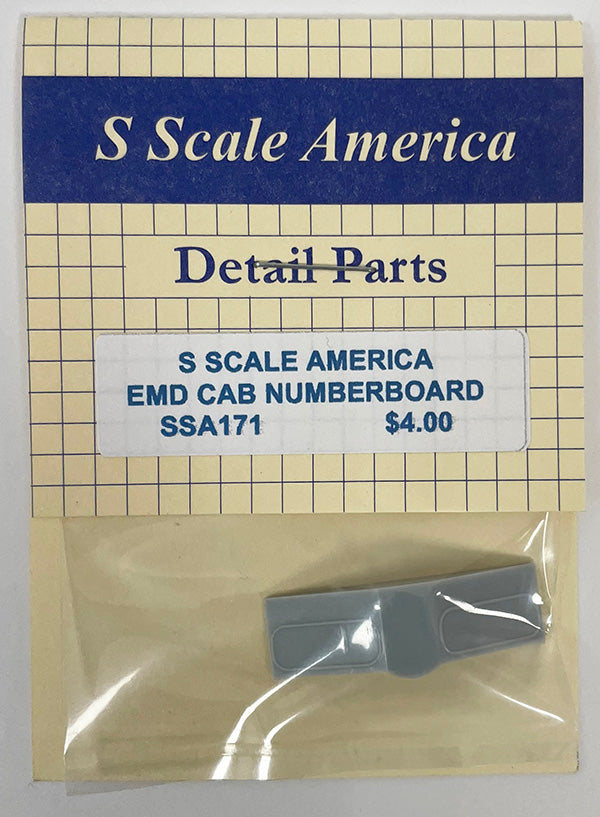 S Scale America
Detail Parts
S SCALE AMERICA
EMD CAB NUMBERBOARD
SSA171 $4.00